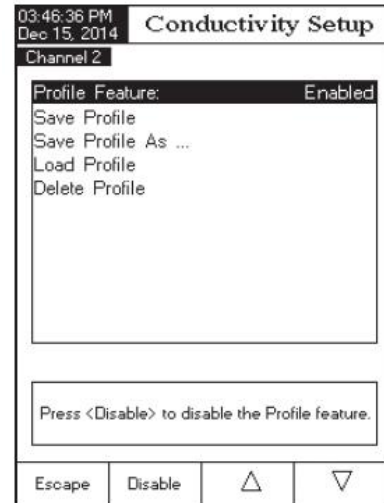 03:46:36 PM
Dec 15, 2014
Conductivity Setup
Channel 2
Profile Feature: Enabled
Save Profile
Save Profile As ...
Load Profile
Delete Profile
Press <Disable> to disable the Profile feature.
Escape Disable △ ▽